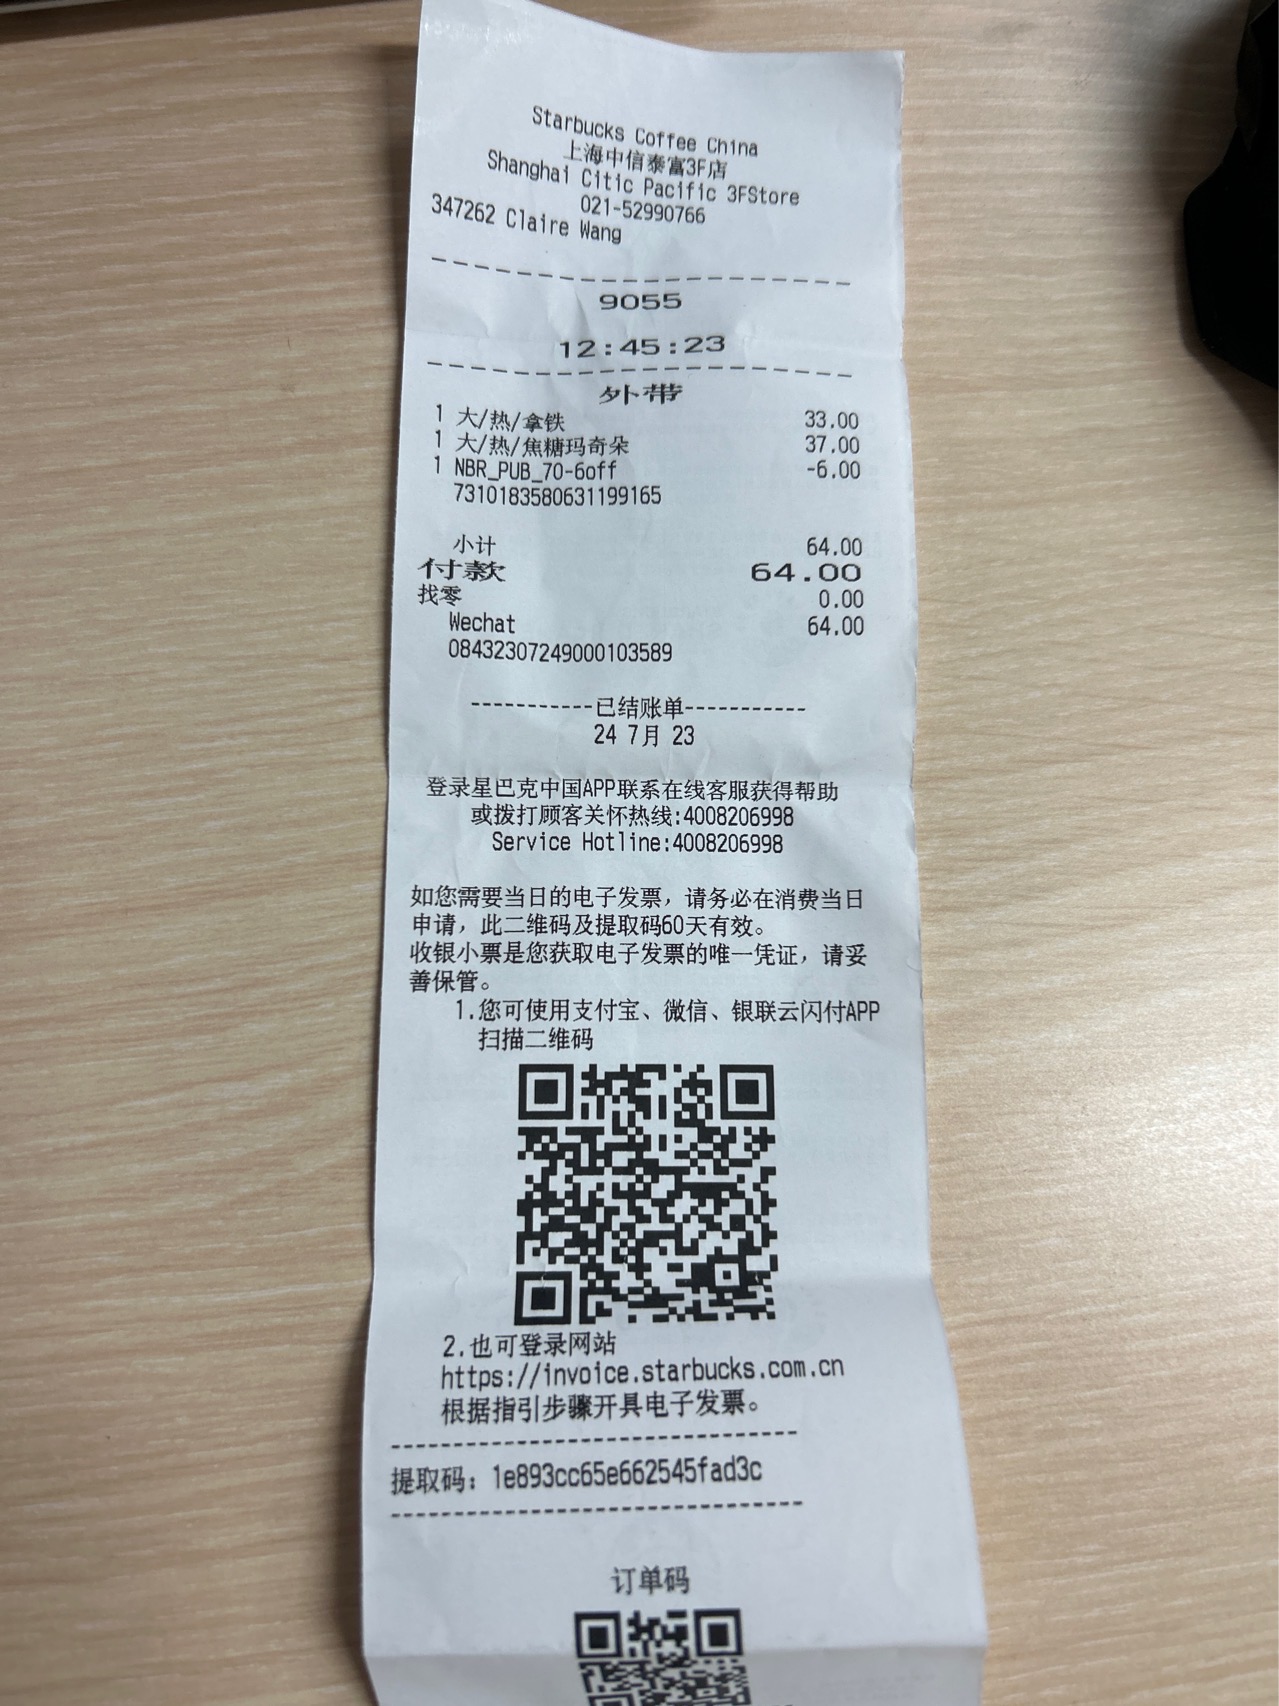 Starbucks Coffee China
上海中信泰富3F店
Shanghai Citic Pacific 3FStore
021-52990766
347262 Claire Wang
--------------------
9055
12:45:23
--------------------
外带
1 大/热/拿铁 33.00
1 大/热/焦糖玛奇朵 37.00
1 NBR_PUB_70-6off -6.00
7310183580631199165
小计 64.00
付款 64.00
找零 0.00
Wechat 64.00
08432307249000103589
-----------已结账单-----------
24 7月 23
登录星巴克中国APP联系在线客服获得帮助
或拨打顾客关怀热线:4008206998
Service Hotline:4008206998
如您需要当日的电子发票，请务必在消费当日
申请，此二维码及提取码60天有效。
收银小票是您获取电子发票的唯一凭证，请妥
善保管。
1.您可使用支付宝、微信、银联云闪付APP
扫描二维码
2.也可登录网站
https://invoice.starbucks.com.cn
根据指引步骤开具电子发票。
------------------------------
提取码：1e893cc65e662545fad3c
------------------------------
订单码